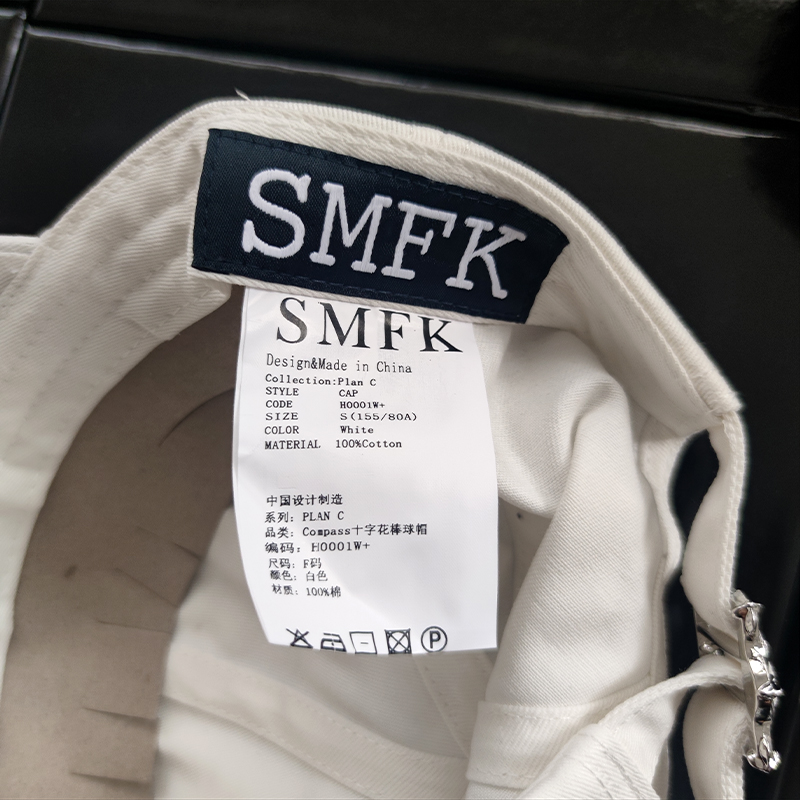 SMFK
SMFK
Design&Made in China
Collection:Plan C
STYLE CAP
CODE H0001W+
SIZE S(155/80A)
COLOR White
MATERIAL 100%Cotton
中国设计制造
系列: PLAN C
品类: Compass十字花棒球帽
编码: H0001W+
尺码: F码
颜色: 白色
材质: 100%棉
P